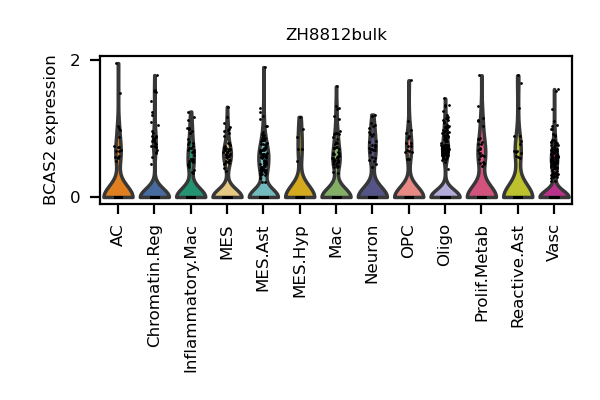 ZH8812bulk
BCAS2 expression
2
0
AC
Chromatin.Reg
Inflammatory.Mac
MES
MES.Ast
MES.Hyp
Mac
Neuron
OPC
Oligo
Prolif.Metab
Reactive.Ast
Vasc